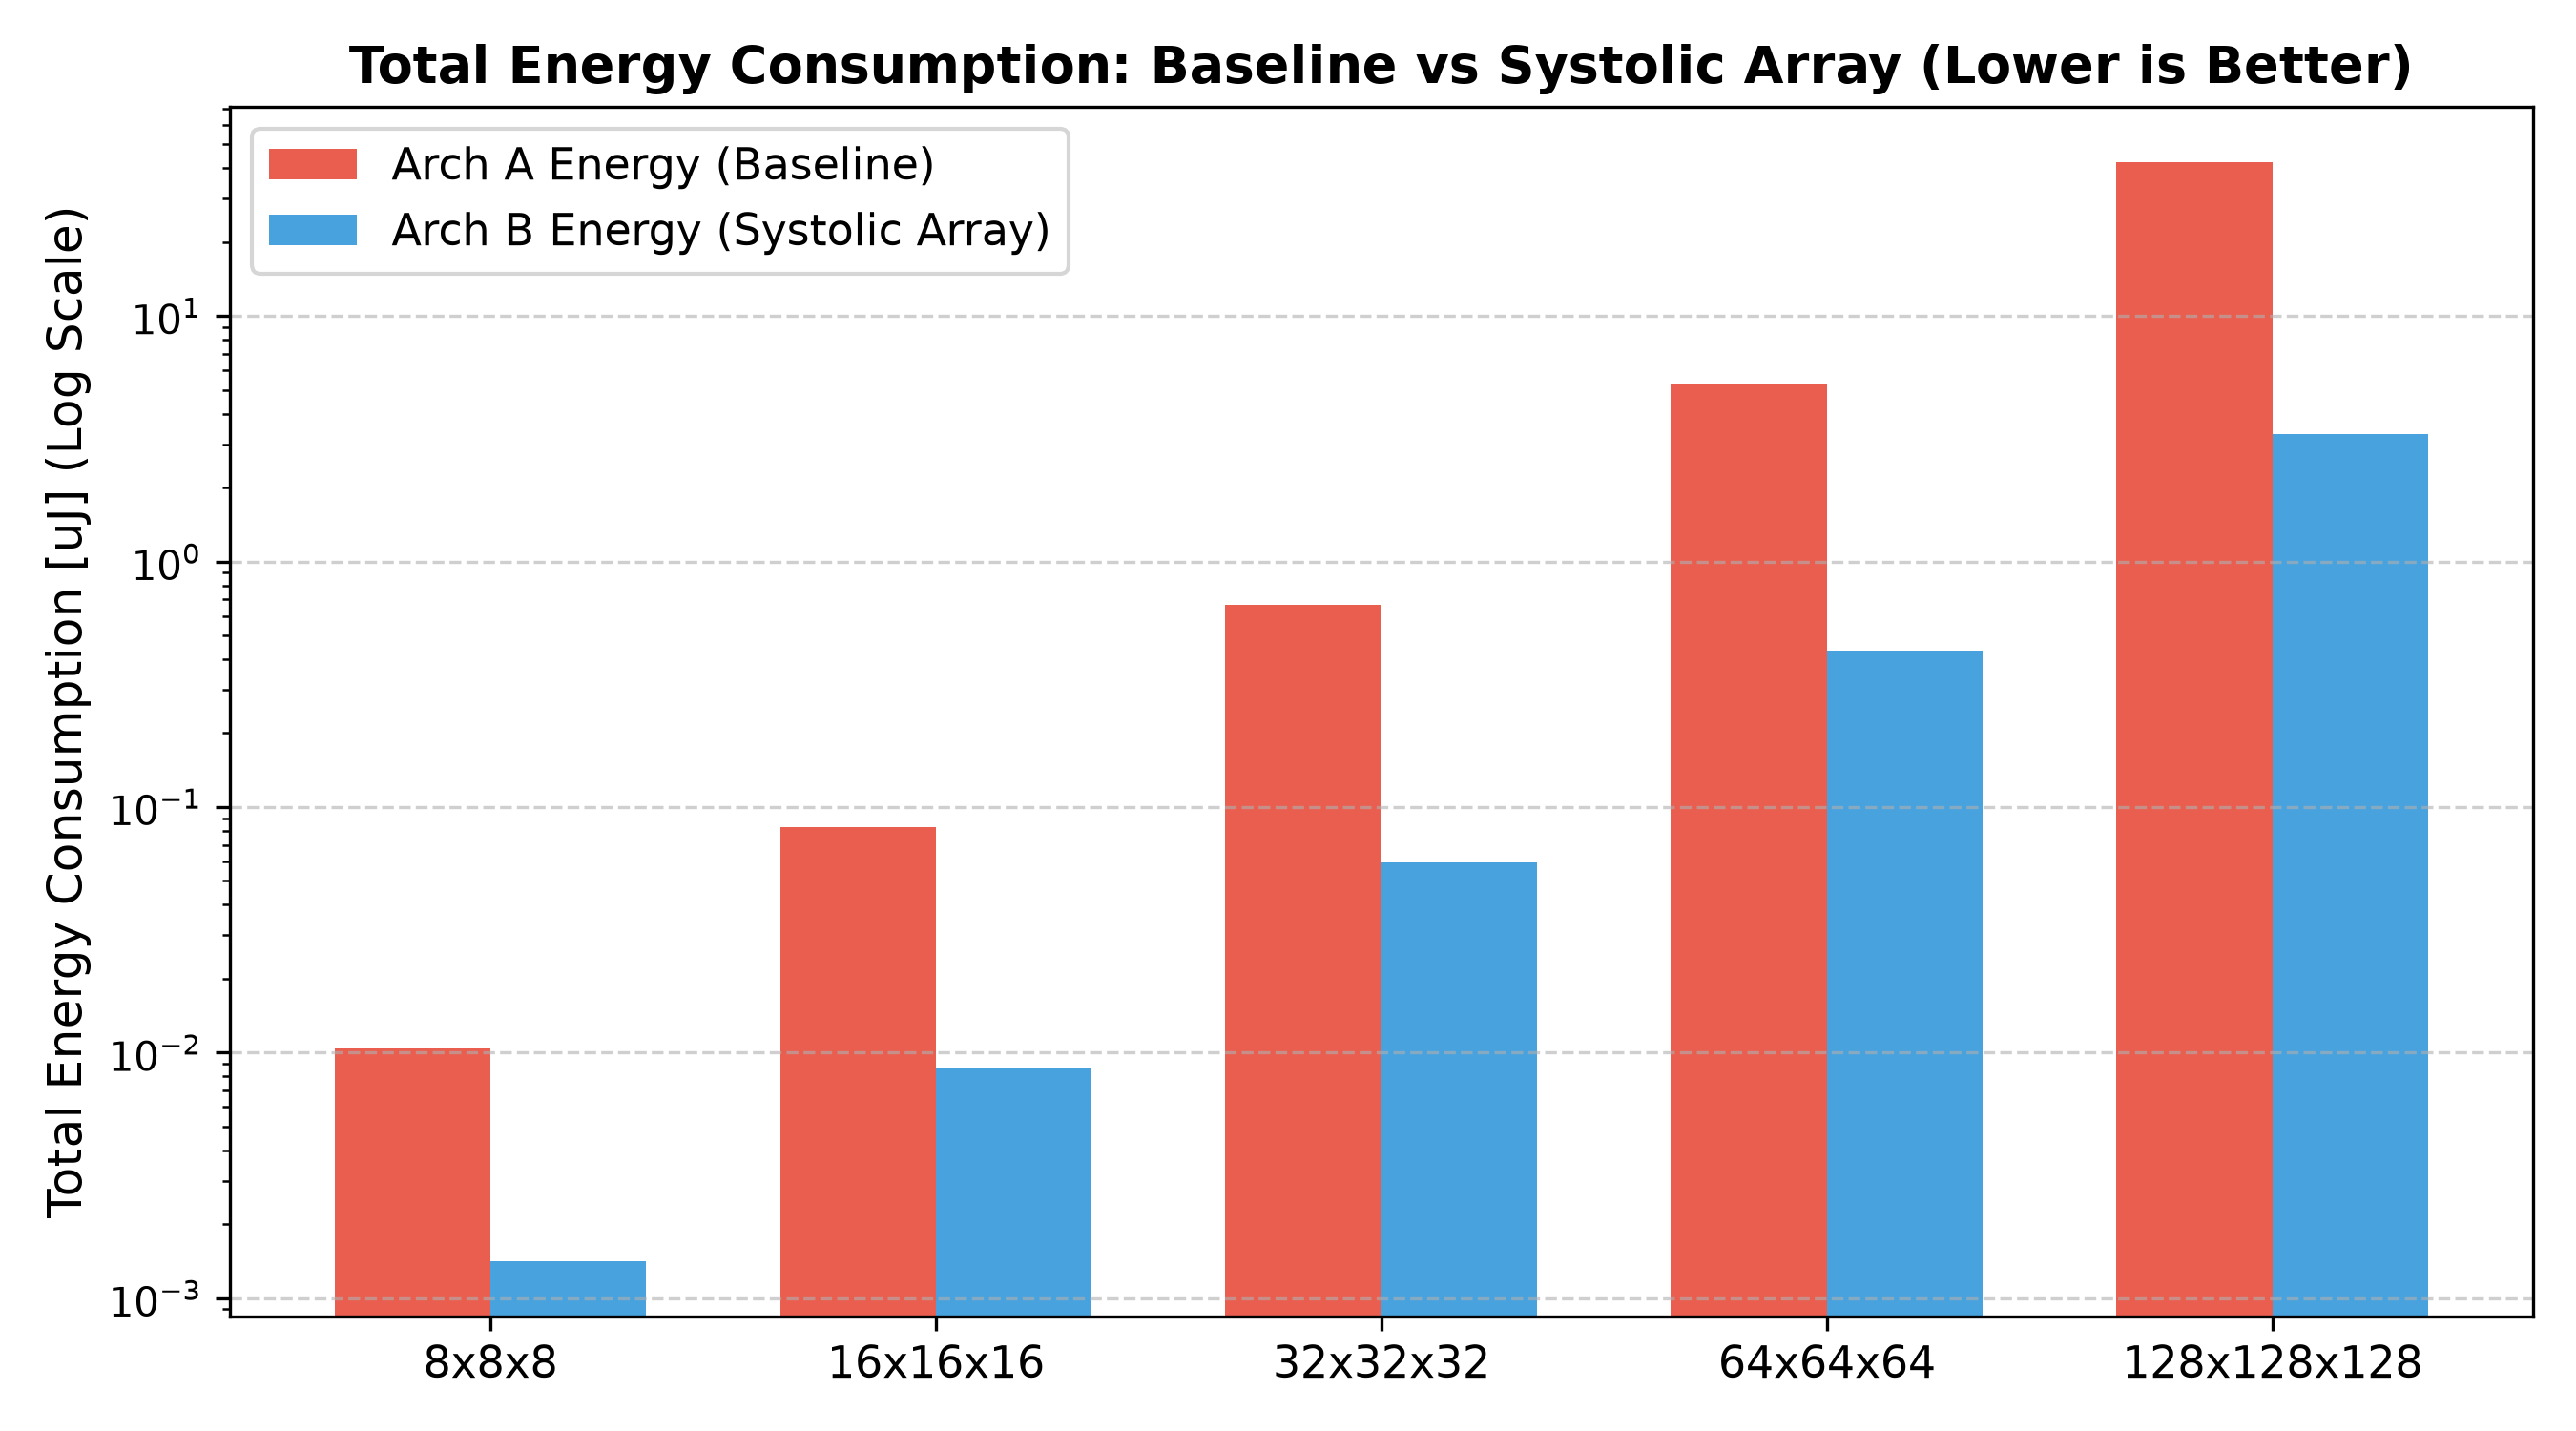 Total Energy Consumption: Baseline vs Systolic Array (Lower is Better)
Arch A Energy (Baseline)
Arch B Energy (Systolic Array)
Total Energy Consumption [uJ] (Log Scale)
10¹
10⁰
10⁻¹
10⁻²
10⁻³
8x8x8
16x16x16
32x32x32
64x64x64
128x128x128